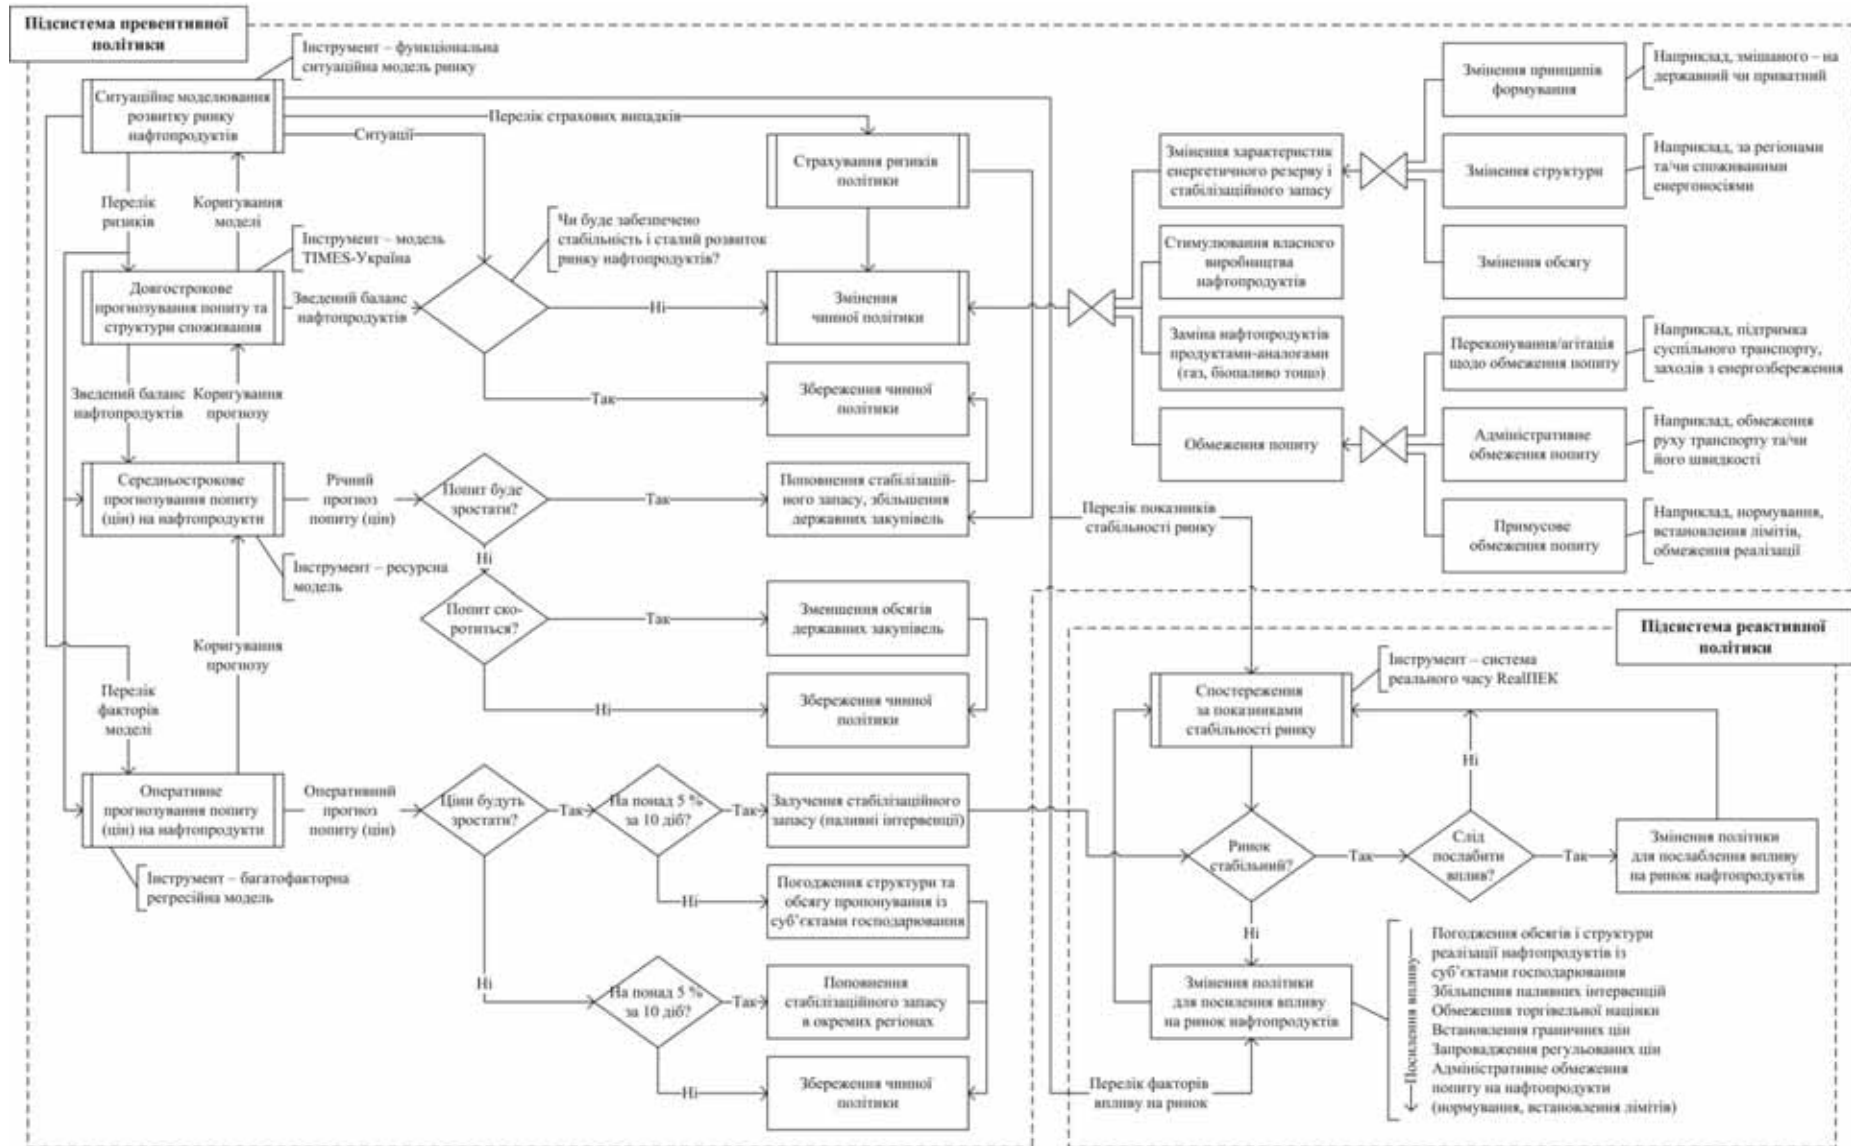 Підсистема превентивної
політики
Інструмент – функціональна
ситуаційна модель ринку
Ситуаційне моделювання
розвитку ринку
нафтопродуктів
Перелік страхових випадків
Ситуації
Страхування ризиків
політики
Перелік
ризиків
Коригування
моделі
Інструмент – модель
TIMES-Україна
Чи буде забезпечено
стабільність і сталий розвиток
ринку нафтопродуктів?
Довгострокове
прогнозування попиту та
структури споживання
Зведений баланс
нафтопродуктів
Ні
Змінення
чинної політики
Так
Збереження чинної
політики
Зведений баланс
нафтопродуктів
Коригування
прогнозу
Середньострокове
прогнозування попиту
(цін) на нафтопродукти
Річний
прогноз
попиту (цін)
Попит буде
зростати?
Так
Поповнення стабілізацій-
ного запасу, збільшення
державних закупівель
Ні
Інструмент – ресурсна
модель
Попит ско-
ротиться?
Так
Зменшення обсягів
державних закупівель
Ні
Збереження чинної
політики
Коригування
прогнозу
Перелік
факторів
моделі
Оперативне
прогнозування попиту
(цін) на нафтопродукти
Оперативний
прогноз
попиту (цін)
Ціни будуть
зростати?
Так
На понад 5 %
за 10 діб?
Так
Залучення стабілізаційного
запасу (паливні інтервенції)
Інструмент – багатофакторна
регресійна модель
Ні
Погодження структури та
обсягу пропонування із
суб’єктами господарювання
Ні
На понад 5 %
за 10 діб?
Так
Поповнення
стабілізаційного запасу
в окремих регіонах
Ні
Збереження чинної
політики
Змінення характеристик
енергетичного резерву і
стабілізаційного запасу
Стимулювання власного
виробництва
нафтопродуктів
Заміна нафтопродуктів
продуктами-аналогами
(газ, біопаливо тощо)
Обмеження попиту
Змінення принципів
формування
Наприклад, змішаного – на
державний чи приватний
Змінення структури
Наприклад, за регіонами
та/чи споживаними
енергоносіями
Змінення обсягу
Переконування/агітація
щодо обмеження попиту
Наприклад, підтримка
суспільного транспорту,
заходів з енергозбереження
Адміністративне
обмеження попиту
Наприклад, обмеження
руху транспорту та/чи
його швидкості
Примусове
обмеження попиту
Наприклад, нормування,
встановлення лімітів,
обмеження реалізації
Перелік показників
стабільності ринку
Підсистема реактивної
політики
Інструмент – система
реального часу RealПЕК
Спостереження
за показниками
стабільності ринку
Ні
Ринок
стабільний?
Так
Слід
послабити
вплив?
Так
Змінення політики
для послаблення впливу
на ринок нафтопродуктів
Ні
Змінення політики
для посилення впливу
на ринок нафтопродуктів
Перелік факторів
впливу на ринок
Посилення впливу
Погодження обсягів і структури
реалізації нафтопродуктів із
суб’єктами господарювання
Збільшення паливних інтервенцій
Обмеження торгівельної націнки
Встановлення граничних цін
Запровадження регульованих цін
Адміністративне обмеження
попиту на нафтопродукти
(нормування, встановлення лімітів)